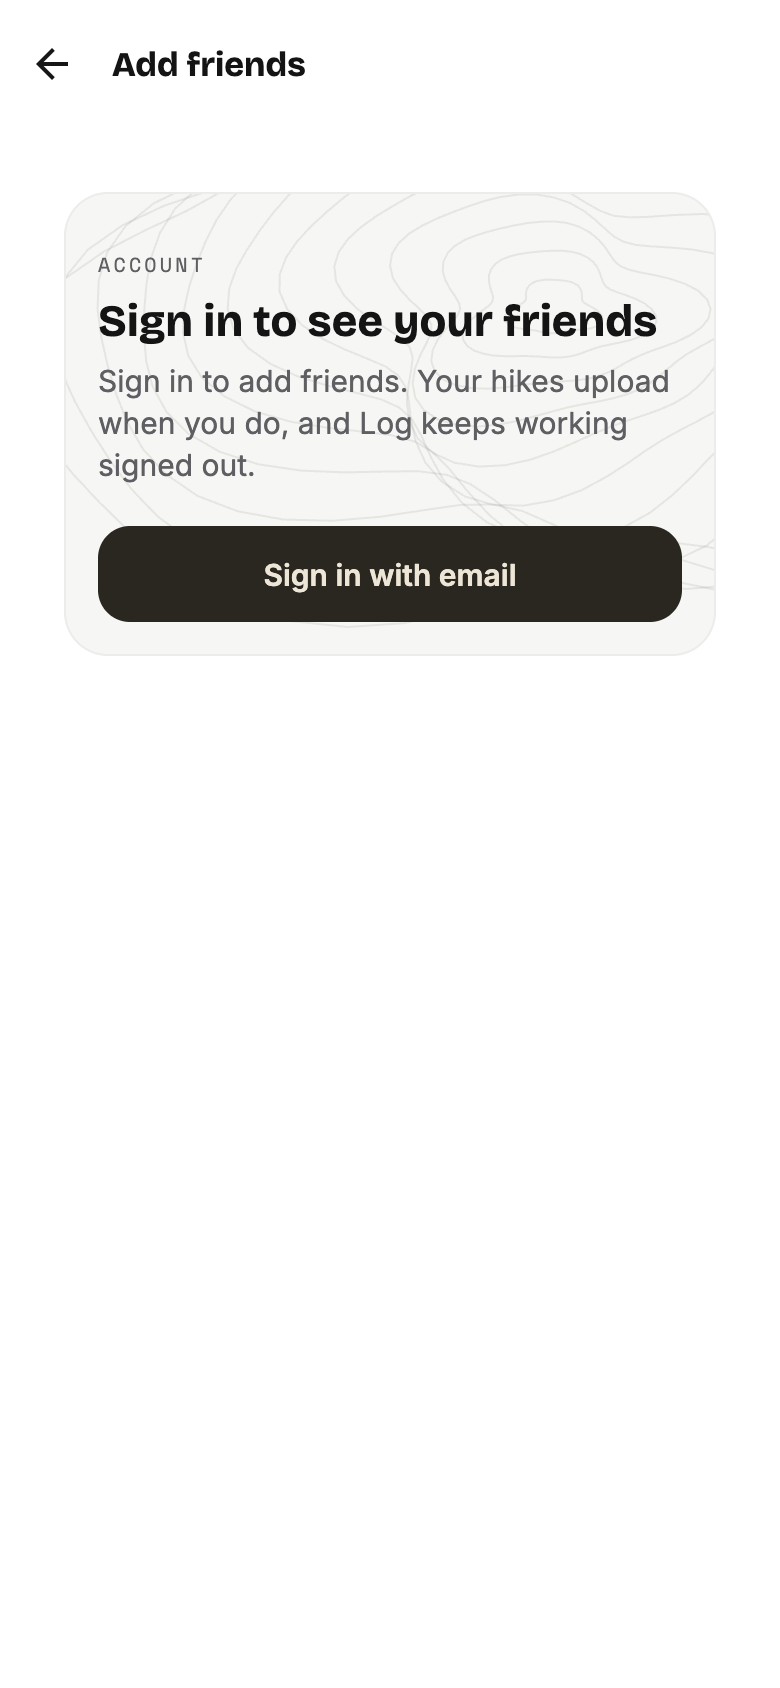 Add friends
ACCOUNT
Sign in to see your friends
Sign in to add friends. Your hikes upload
when you do, and Log keeps working
signed out.
Sign in with email